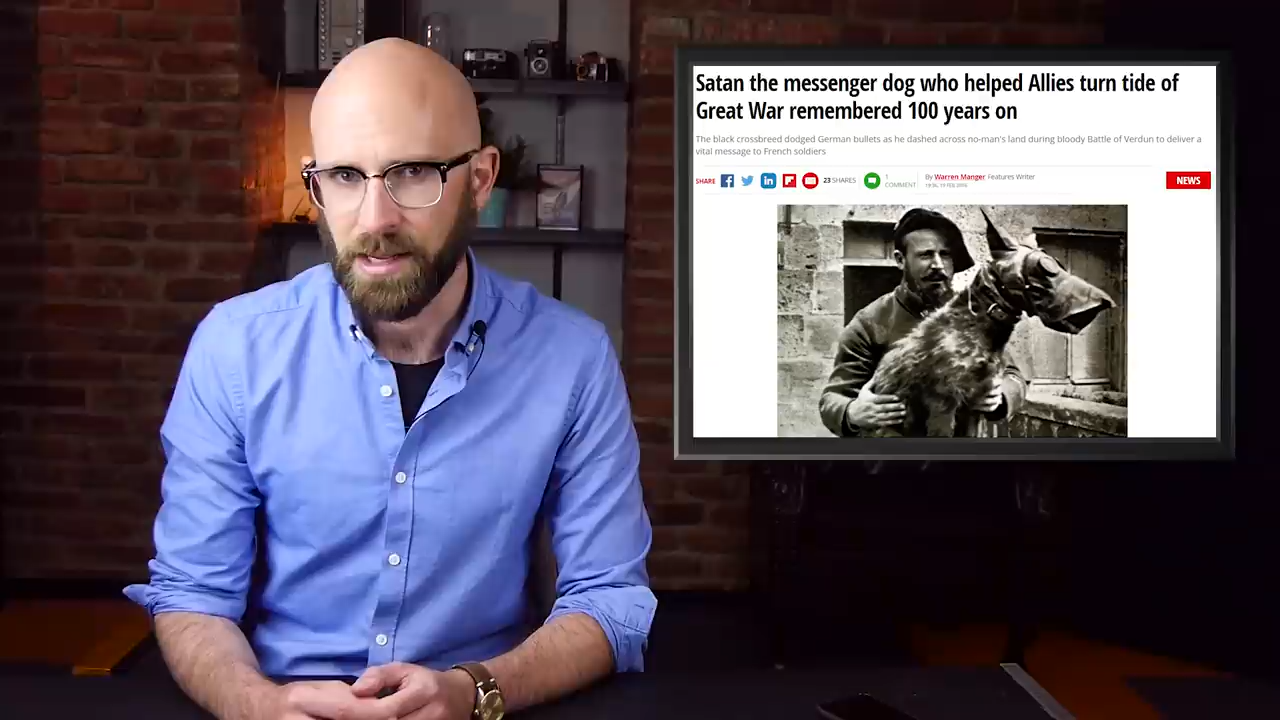 Satan the messenger dog who helped Allies turn tide of
Great War remembered 100 years on
The black crossbreed dodged German bullets as he dashed across no-man's land during bloody Battle of Verdun to deliver a
vital message to French soldiers
SHARE
23 SHARES
1
COMMENT
By Warren Manger Features Writer
NEWS